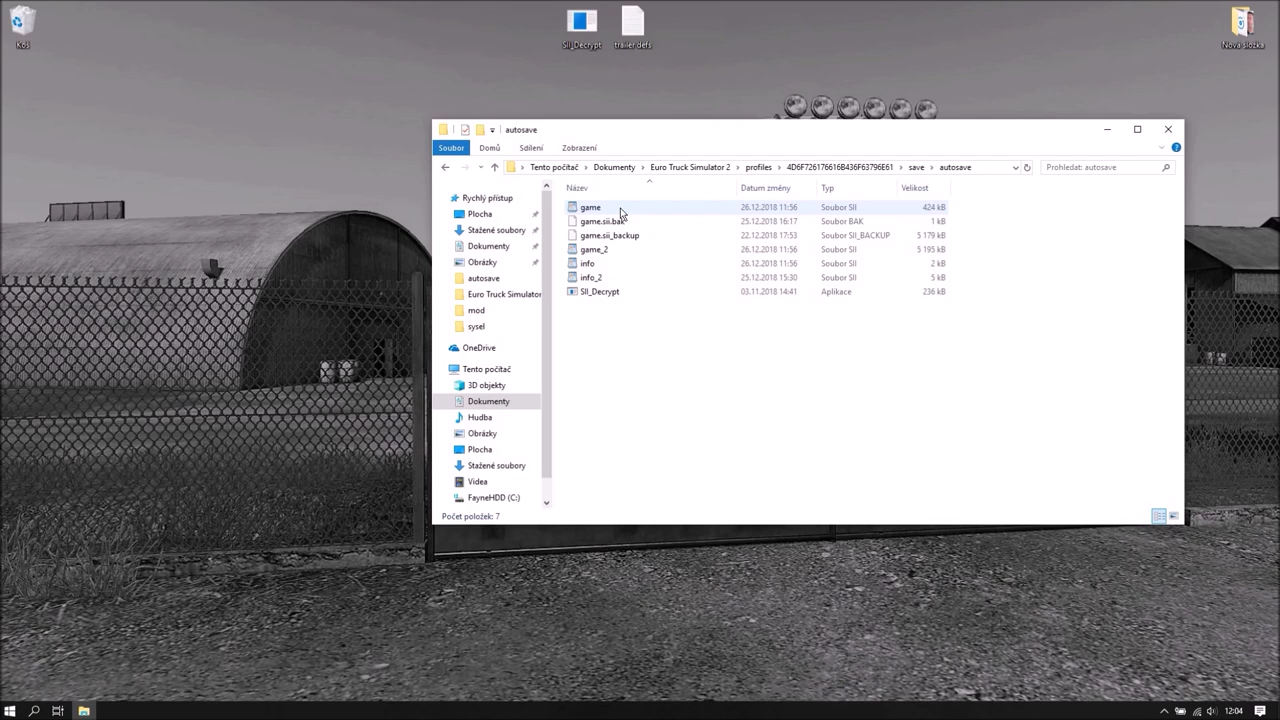 Koš
SII_Decrypt
trailer defs
Nová složka
autosave
Soubor
Domů
Sdílení
Zobrazení
Tento počítač > Dokumenty > Euro Truck Simulator 2 > profiles > 4D6F726176616B436F63796E61 > save > autosave
Prohledat: autosave
Název
Datum změny
Typ
Velikost
game 26.12.2018 11:56 Soubor SII 424 kB
game.sii.bak 25.12.2018 16:17 Soubor BAK 1 kB
game.sii_backup 22.12.2018 17:53 Soubor SII_BACKUP 5 179 kB
game_2 26.12.2018 11:56 Soubor SII 5 195 kB
info 26.12.2018 11:56 Soubor SII 2 kB
info_2 25.12.2018 15:30 Soubor SII 5 kB
SII_Decrypt 03.11.2018 14:41 Aplikace 236 kB
Rychlý přístup
Plocha
Stažené soubory
Dokumenty
Obrázky
autosave
Euro Truck Simulator
mod
sysel
OneDrive
Tento počítač
3D objekty
Dokumenty
Hudba
Obrázky
Plocha
Stažené soubory
Videa
FayneHDD (C:)
Počet položek: 7
12:04